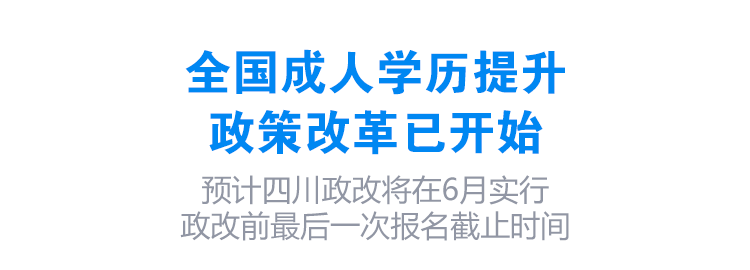 全国成人学历提升
政策改革已开始
预计四川政改将在6月实行
政改前最后一次报名截止时间